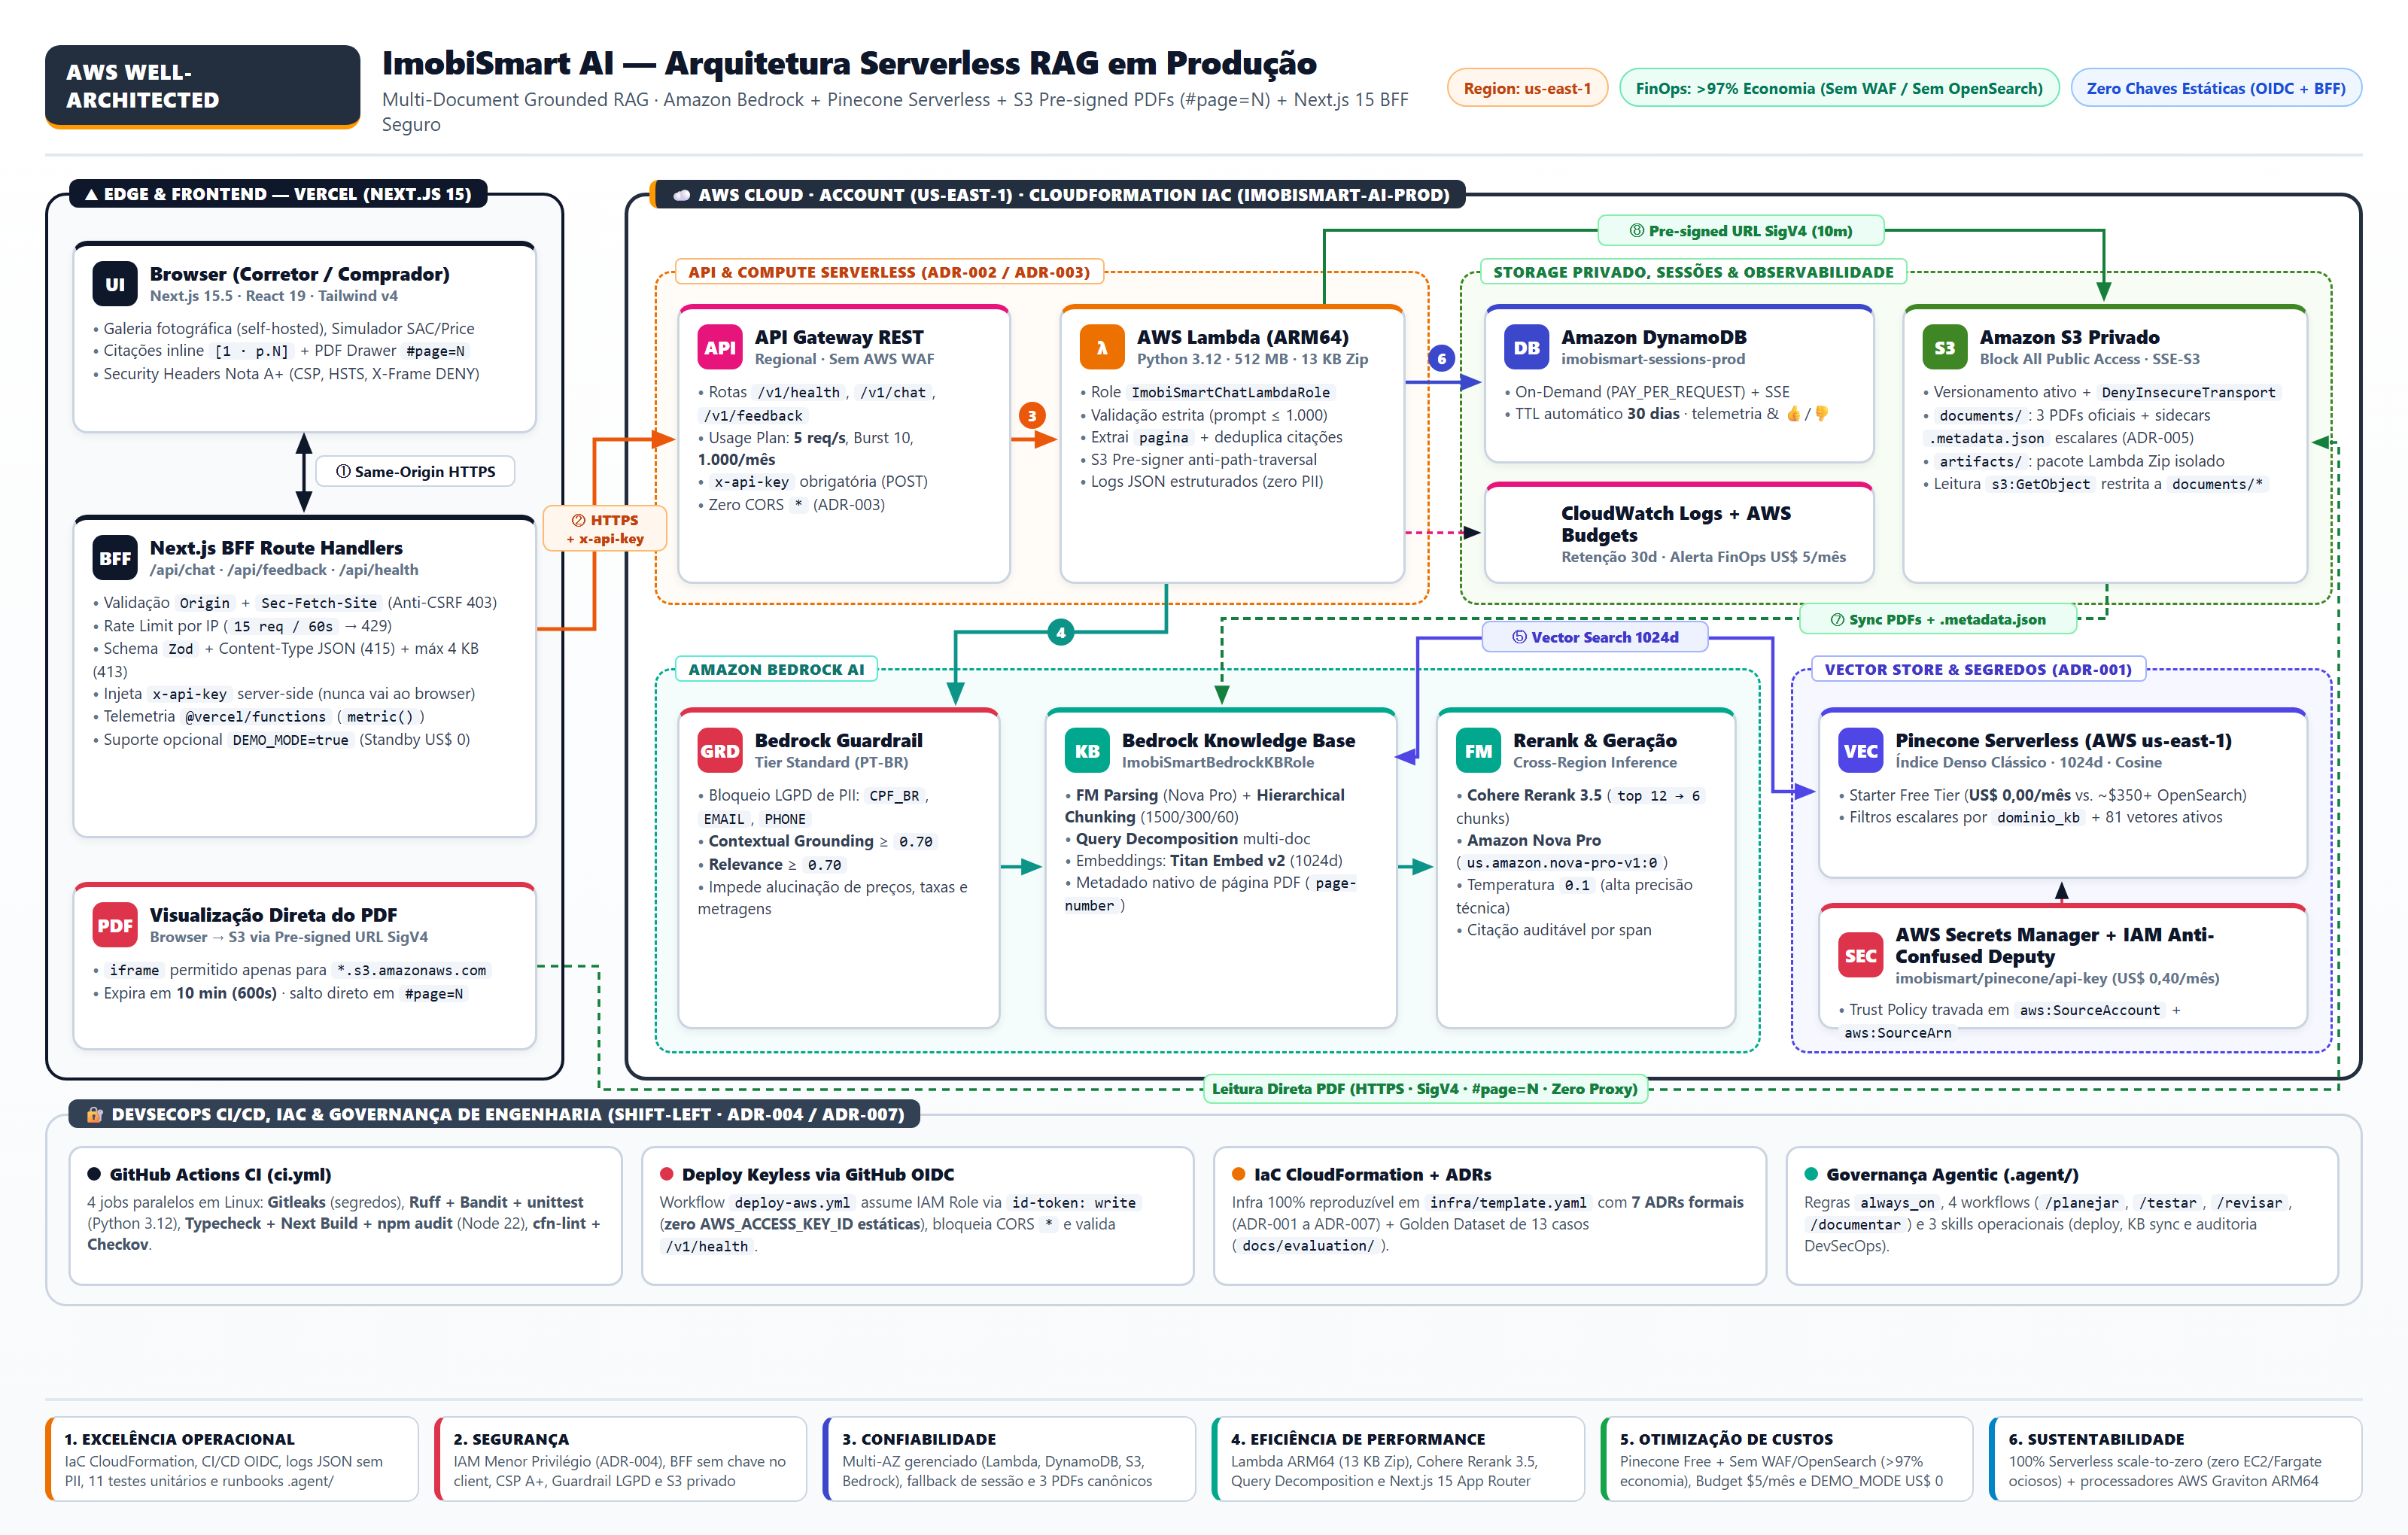 AWS WELL-
ARCHITECTED
ImobiSmart AI — Arquitetura Serverless RAG em Produção
Multi-Document Grounded RAG · Amazon Bedrock + Pinecone Serverless + S3 Pre-signed PDFs (#page=N) + Next.js 15 BFF
Seguro
Region: us-east-1
FinOps: >97% Economia (Sem WAF / Sem OpenSearch)
Zero Chaves Estáticas (OIDC + BFF)
▲ EDGE & FRONTEND — VERCEL (NEXT.JS 15)
UI
Browser (Corretor / Comprador)
Next.js 15.5 · React 19 · Tailwind v4
• Galeria fotográfica (self-hosted), Simulador SAC/Price
• Citações inline [1 · p.N] + PDF Drawer #page=N
• Security Headers Nota A+ (CSP, HSTS, X-Frame DENY)
① Same-Origin HTTPS
BFF
Next.js BFF Route Handlers
/api/chat · /api/feedback · /api/health
• Validação Origin + Sec-Fetch-Site (Anti-CSRF 403)
• Rate Limit por IP ( 15 req / 60s → 429)
• Schema Zod + Content-Type JSON (415) + máx 4 KB
(413)
• Injeta x-api-key server-side (nunca vai ao browser)
• Telemetria @vercel/functions ( metric() )
• Suporte opcional DEMO_MODE=true (Standby US$ 0)
② HTTPS
+ x-api-key
PDF
Visualização Direta do PDF
Browser → S3 via Pre-signed URL SigV4
• iframe permitido apenas para *.s3.amazonaws.com
• Expira em 10 min (600s) · salto direto em #page=N
☁ AWS CLOUD · ACCOUNT (US-EAST-1) · CLOUDFORMATION IAC (IMOBISMART-AI-PROD)
⑧ Pre-signed URL SigV4 (10m)
API & COMPUTE SERVERLESS (ADR-002 / ADR-003)
API
API Gateway REST
Regional · Sem AWS WAF
• Rotas /v1/health , /v1/chat ,
/v1/feedback
• Usage Plan: 5 req/s, Burst 10,
1.000/mês
• x-api-key obrigatória (POST)
• Zero CORS * (ADR-003)
3
λ
AWS Lambda (ARM64)
Python 3.12 · 512 MB · 13 KB Zip
• Role ImobiSmartChatLambdaRole
• Validação estrita (prompt ≤ 1.000)
• Extrai pagina + deduplica citações
• S3 Pre-signer anti-path-traversal
• Logs JSON estruturados (zero PII)
6
STORAGE PRIVADO, SESSÕES & OBSERVABILIDADE
DB
Amazon DynamoDB
imobismart-sessions-prod
• On-Demand (PAY_PER_REQUEST) + SSE
• TTL automático 30 dias · telemetria & 👍/👎
CloudWatch Logs + AWS
Budgets
Retenção 30d · Alerta FinOps US$ 5/mês
S3
Amazon S3 Privado
Block All Public Access · SSE-S3
• Versionamento ativo + DenyInsecureTransport
• documents/ : 3 PDFs oficiais + sidecars
.metadata.json escalares (ADR-005)
• artifacts/ : pacote Lambda Zip isolado
• Leitura s3:GetObject restrita a documents/*
⑦ Sync PDFs + .metadata.json
4
⑤ Vector Search 1024d
AMAZON BEDROCK AI
GRD
Bedrock Guardrail
Tier Standard (PT-BR)
• Bloqueio LGPD de PII: CPF_BR ,
EMAIL , PHONE
• Contextual Grounding ≥ 0.70
• Relevance ≥ 0.70
• Impede alucinação de preços, taxas e
metragens
KB
Bedrock Knowledge Base
ImobiSmartBedrockKBRole
• FM Parsing (Nova Pro) + Hierarchical
Chunking (1500/300/60)
• Query Decomposition multi-doc
• Embeddings: Titan Embed v2 (1024d)
• Metadado nativo de página PDF ( page-
number )
FM
Rerank & Geração
Cross-Region Inference
• Cohere Rerank 3.5 ( top 12 → 6
chunks)
• Amazon Nova Pro
( us.amazon.nova-pro-v1:0 )
• Temperatura 0.1 (alta precisão
técnica)
• Citação auditável por span
VECTOR STORE & SEGREDOS (ADR-001)
VEC
Pinecone Serverless (AWS us-east-1)
Índice Denso Clássico · 1024d · Cosine
• Starter Free Tier (US$ 0,00/mês vs. ~$350+ OpenSearch)
• Filtros escalares por dominio_kb + 81 vetores ativos
SEC
AWS Secrets Manager + IAM Anti-
Confused Deputy
imobismart/pinecone/api-key (US$ 0,40/mês)
• Trust Policy travada em aws:SourceAccount +
aws:SourceArn
Leitura Direta PDF (HTTPS · SigV4 · #page=N · Zero Proxy)
🔐 DEVSECOPS CI/CD, IAC & GOVERNANÇA DE ENGENHARIA (SHIFT-LEFT · ADR-004 / ADR-007)
GitHub Actions CI (ci.yml)
4 jobs paralelos em Linux: Gitleaks (segredos), Ruff + Bandit + unittest
(Python 3.12), Typecheck + Next Build + npm audit (Node 22), cfn-lint +
Checkov.
Deploy Keyless via GitHub OIDC
Workflow deploy-aws.yml assume IAM Role via id-token: write
(zero AWS_ACCESS_KEY_ID estáticas), bloqueia CORS * e valida
/v1/health .
IaC CloudFormation + ADRs
Infra 100% reproduzível em infra/template.yaml com 7 ADRs formais
(ADR-001 a ADR-007) + Golden Dataset de 13 casos
( docs/evaluation/ ).
Governança Agentic (.agent/)
Regras always_on , 4 workflows ( /planejar , /testar , /revisar ,
/documentar ) e 3 skills operacionais (deploy, KB sync e auditoria
DevSecOps).
1. EXCELÊNCIA OPERACIONAL
IaC CloudFormation, CI/CD OIDC, logs JSON sem
PII, 11 testes unitários e runbooks .agent/
2. SEGURANÇA
IAM Menor Privilégio (ADR-004), BFF sem chave no
client, CSP A+, Guardrail LGPD e S3 privado
3. CONFIABILIDADE
Multi-AZ gerenciado (Lambda, DynamoDB, S3,
Bedrock), fallback de sessão e 3 PDFs canônicos
4. EFICIÊNCIA DE PERFORMANCE
Lambda ARM64 (13 KB Zip), Cohere Rerank 3.5,
Query Decomposition e Next.js 15 App Router
5. OTIMIZAÇÃO DE CUSTOS
Pinecone Free + Sem WAF/OpenSearch (>97%
economia), Budget $5/mês e DEMO_MODE US$ 0
6. SUSTENTABILIDADE
100% Serverless scale-to-zero (zero EC2/Fargate
ociosos) + processadores AWS Graviton ARM64